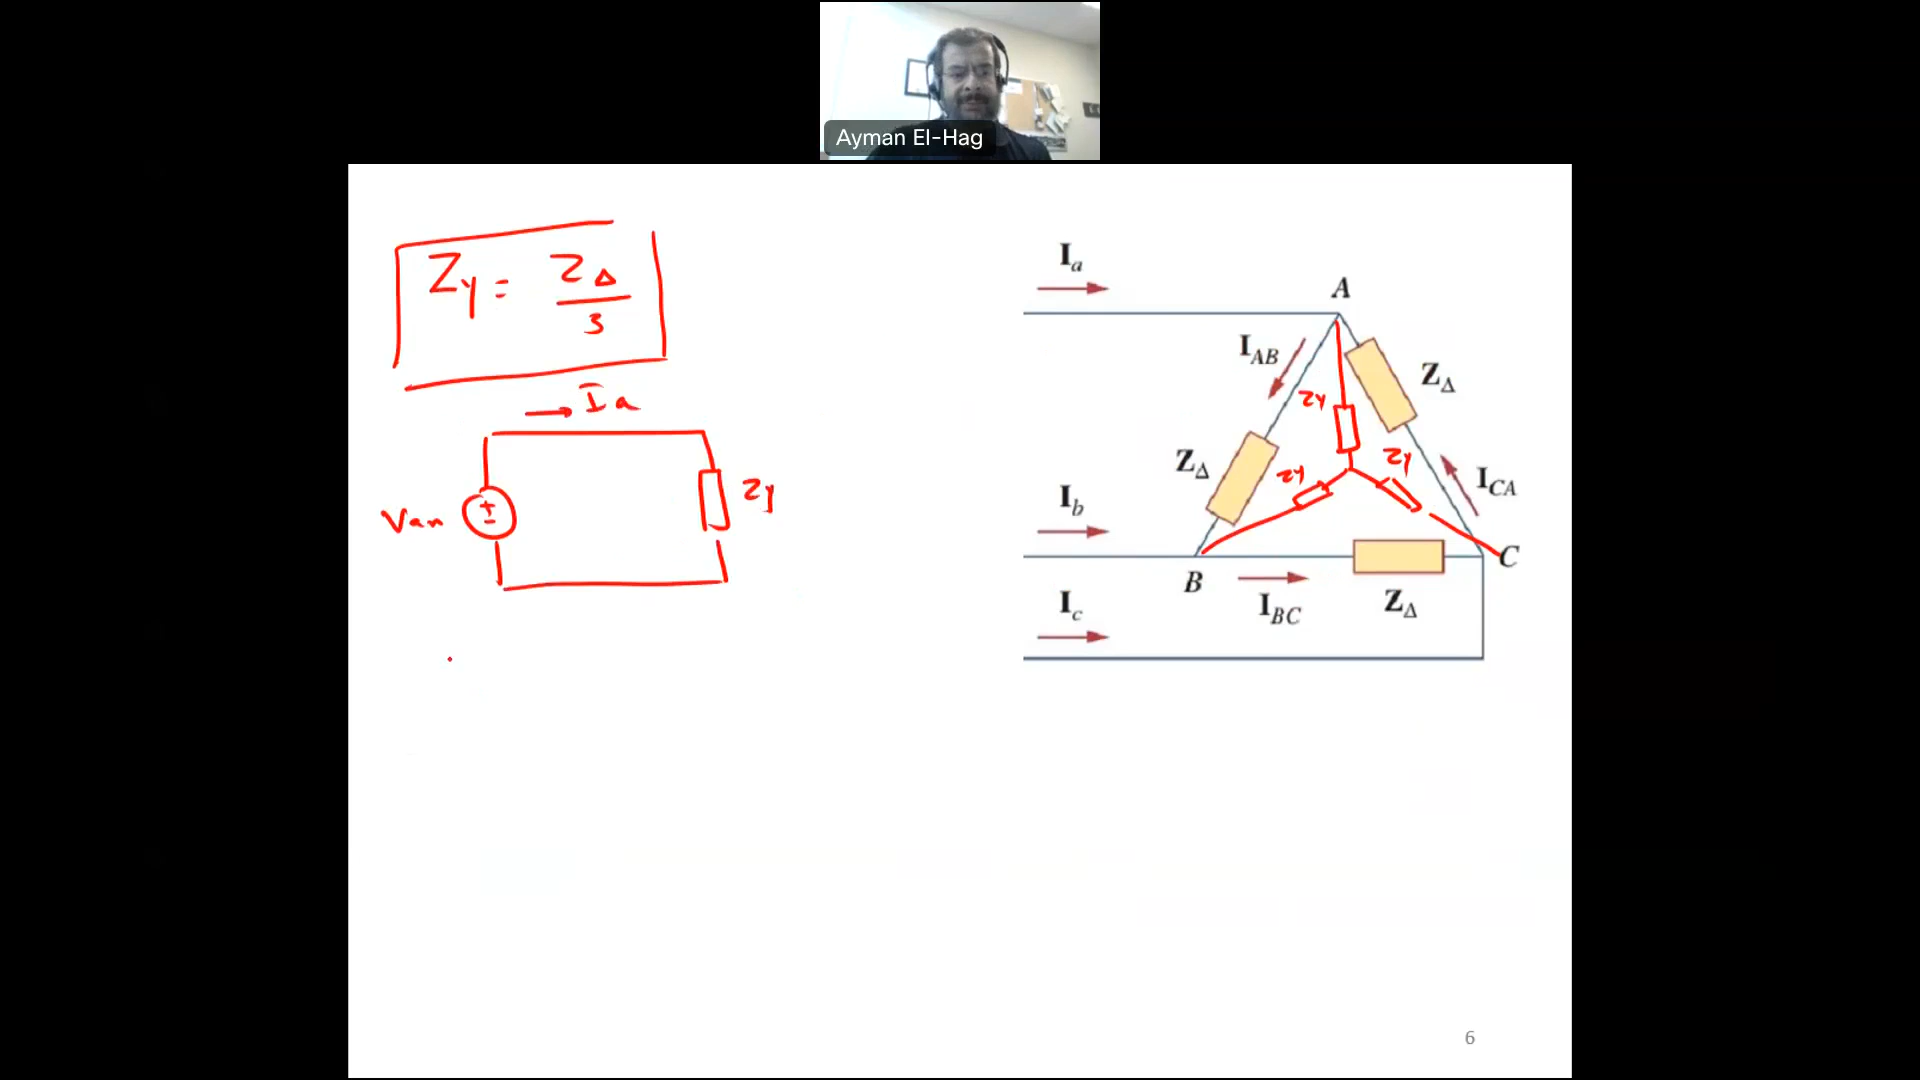 Ayman El-Hag
Zy = ZΔ / 3
Ia
Van
Zy
Ia
A
IAB
ZΔ
Zy
ZΔ
Zy
Zy
ICA
Ib
B
C
IBC
ZΔ
Ic
6